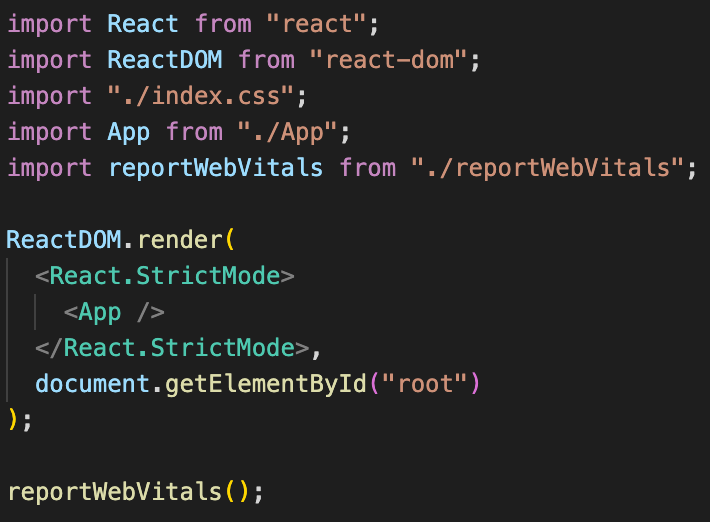 import React from "react";
import ReactDOM from "react-dom";
import "./index.css";
import App from "./App";
import reportWebVitals from "./reportWebVitals";

ReactDOM.render(
  <React.StrictMode>
    <App />
  </React.StrictMode>,
  document.getElementById("root")
);

reportWebVitals();